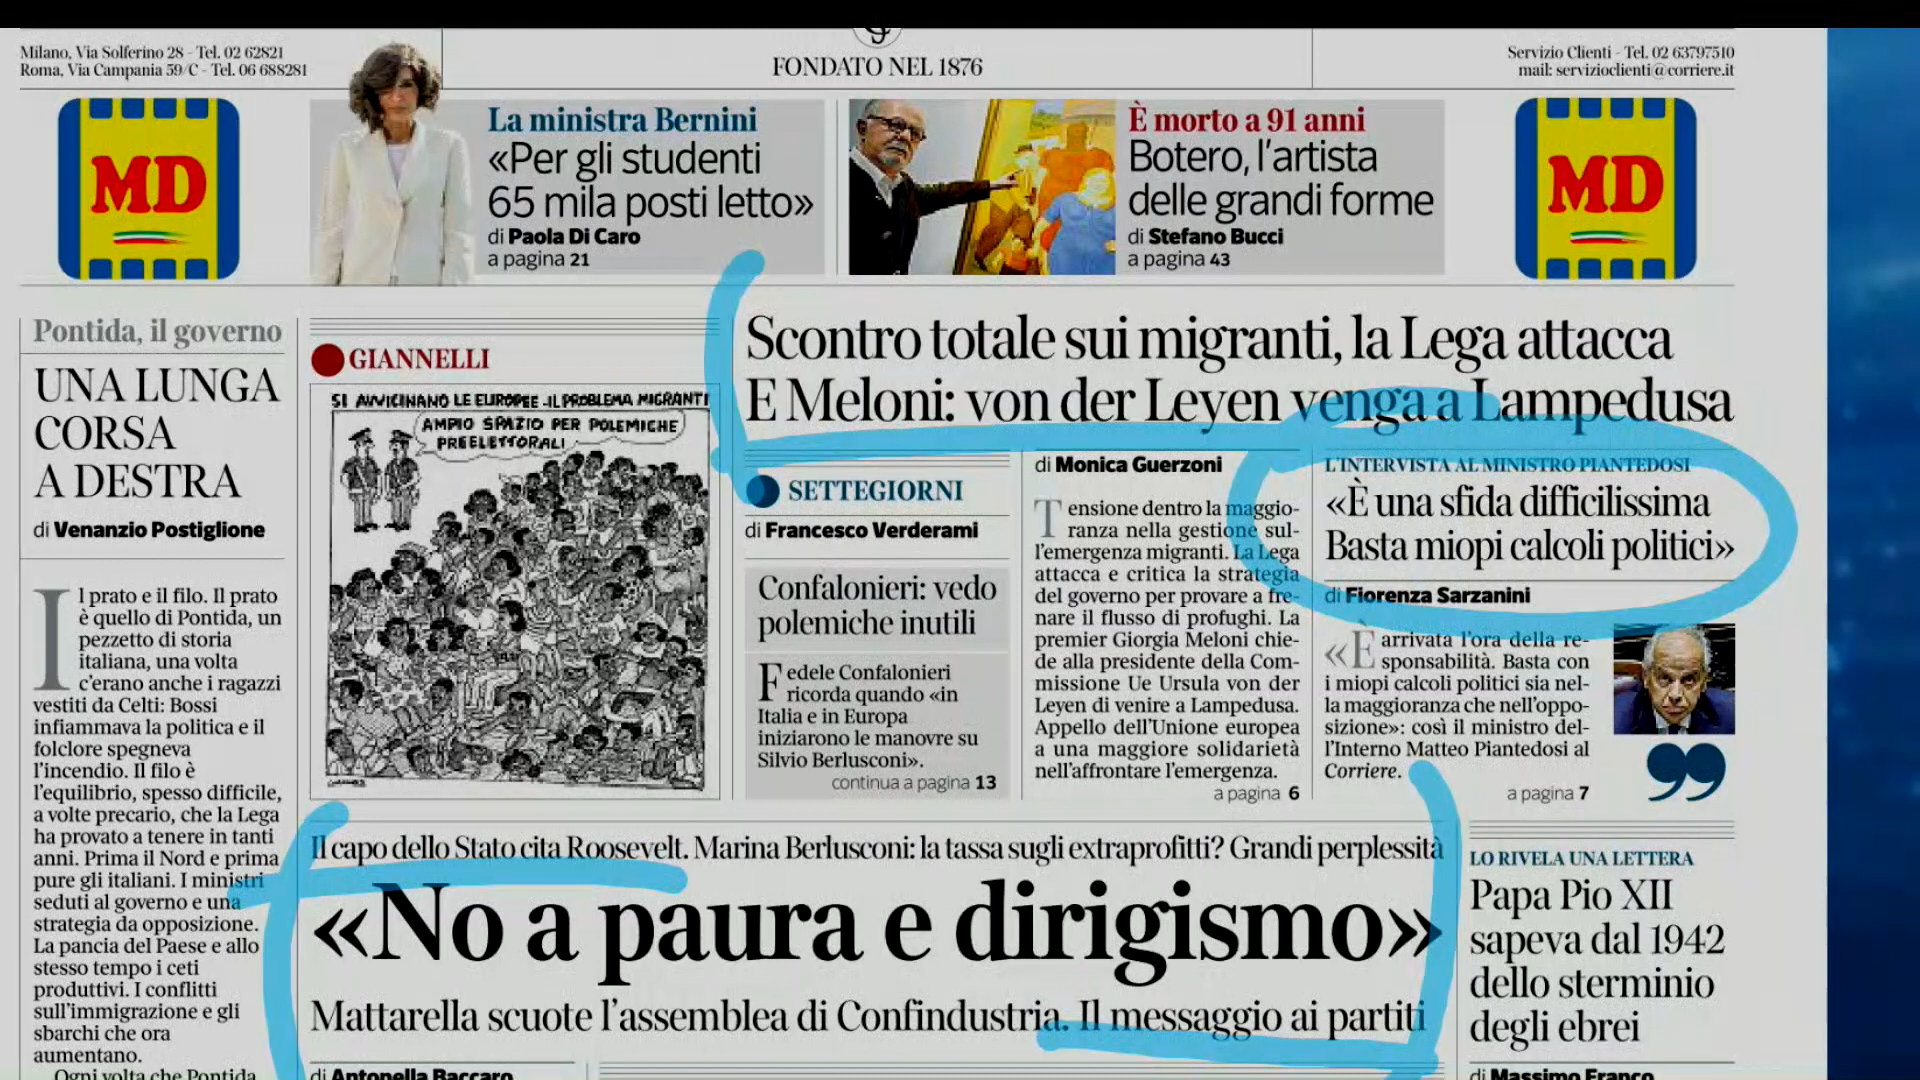 Milano, Via Solferino 28 - Tel. 02 62821
Roma, Via Campania 59/C - Tel. 06 688281
FONDATO NEL 1876
Servizio Clienti - Tel. 02 63797510
mail: servizioclienti@corriere.it
MD
La ministra Bernini
«Per gli studenti
65 mila posti letto»
di Paola Di Caro
a pagina 21
È morto a 91 anni
Botero, l'artista
delle grandi forme
di Stefano Bucci
a pagina 43
MD
Pontida, il governo
UNA LUNGA
CORSA
A DESTRA
di Venanzio Postiglione
Il prato e il filo. Il prato
è quello di Pontida, un
pezzetto di storia
italiana, una volta
c'erano anche i ragazzi
vestiti da Celti: Bossi
infiammava la politica e il
folclore spegneva
l'incendio. Il filo è
l'equilibrio, spesso difficile,
a volte precario, che la Lega
ha provato a tenere in tanti
anni. Prima il Nord e prima
pure gli italiani. I ministri
seduti al governo e una
strategia da opposizione.
La pancia del Paese e allo
stesso tempo i ceti
produttivi. I conflitti
sull'immigrazione e gli
sbarchi che ora
aumentano.
Ogni volta che Pontida
GIANNELLI
SI AVVICINANO LE EUROPEE - IL PROBLEMA MIGRANTI
AMPIO SPAZIO PER POLEMICHE
PREELETTORALI
Scontro totale sui migranti, la Lega attacca
E Meloni: von der Leyen venga a Lampedusa
SETTEGIORNI
di Francesco Verderami
Confalonieri: vedo
polemiche inutili
Fedele Confalonieri
ricorda quando «in
Italia e in Europa
iniziarono le manovre su
Silvio Berlusconi».
continua a pagina 13
di Monica Guerzoni
Tensione dentro la maggio-
ranza nella gestione sul-
l'emergenza migranti. La Lega
attacca e critica la strategia
del governo per provare a fre-
nare il flusso di profughi. La
premier Giorgia Meloni chie-
de alla presidente della Com-
missione Ue Ursula von der
Leyen di venire a Lampedusa.
Appello dell'Unione europea
a una maggiore solidarietà
nell'affrontare l'emergenza.
a pagina 6
L'INTERVISTA AL MINISTRO PIANTEDOSI
«È una sfida difficilissima
Basta miopi calcoli politici»
di Fiorenza Sarzanini
«È arrivata l'ora della re-
sponsabilità. Basta con
i miopi calcoli politici sia nel-
la maggioranza che nell'oppo-
sizione»: così il ministro del-
l'Interno Matteo Piantedosi al
Corriere.
a pagina 7
Il capo dello Stato cita Roosevelt. Marina Berlusconi: la tassa sugli extraprofitti? Grandi perplessità
«No a paura e dirigismo»
Mattarella scuote l'assemblea di Confindustria. Il messaggio ai partiti
di Antonella Baccaro
LO RIVELA UNA LETTERA
Papa Pio XII
sapeva dal 1942
dello sterminio
degli ebrei
di Massimo Franco